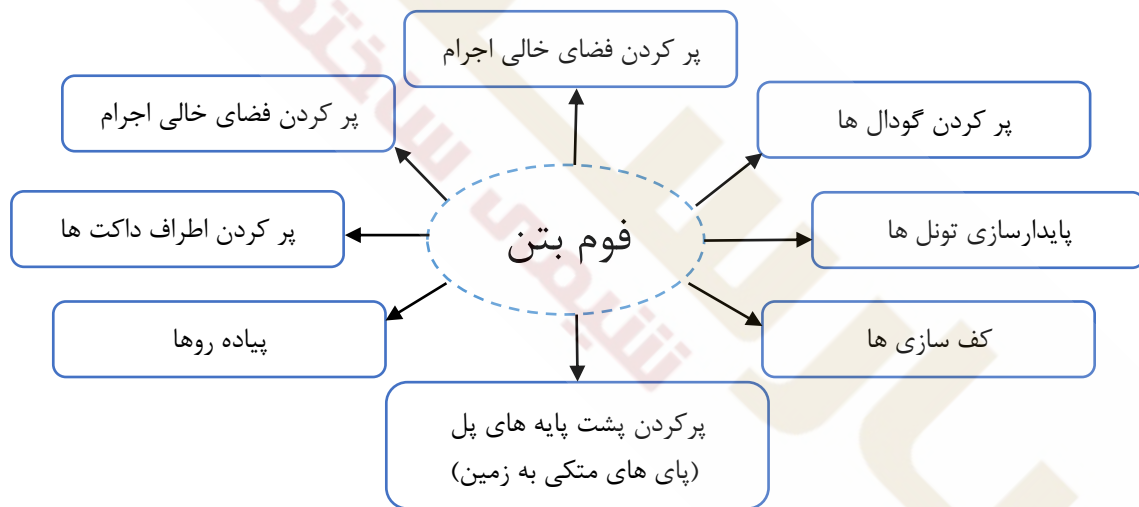 پر کردن فضای خالی اجرام
پر کردن گودال ها
پر کردن فضای خالی اجرام
پایدارسازی تونل ها
فوم بتن
پر کردن اطراف داکت ها
کف سازی ها
پیاده روها
پرکردن پشت پایه های پل
(پای های متکی به زمین)